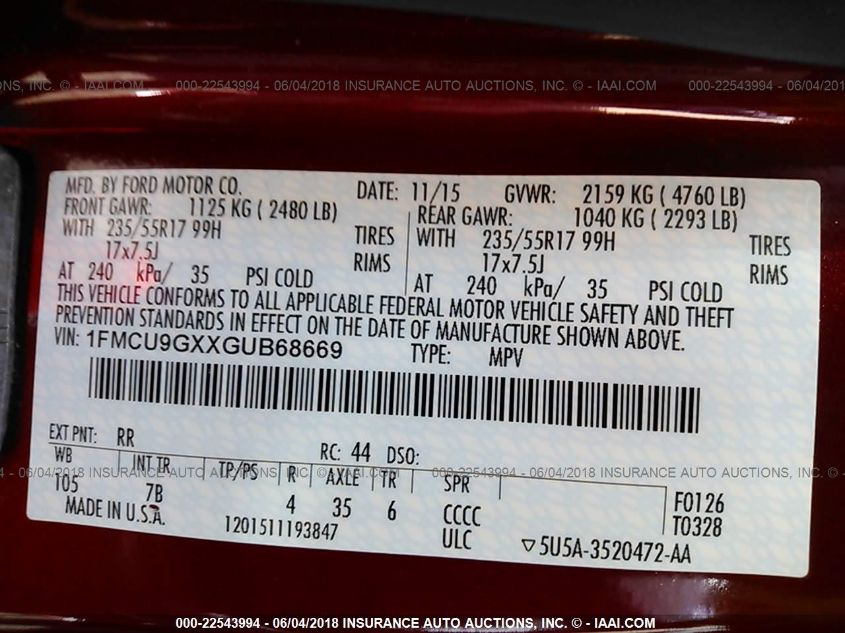 000-22543994 - 06/04/2018 INSURANCE AUTO AUCTIONS, INC. - IAAI.COM
MFD. BY FORD MOTOR CO. DATE: 11/15 GVWR: 2159 KG ( 4760 LB)
FRONT GAWR: 1125 KG ( 2480 LB) REAR GAWR: 1040 KG ( 2293 LB)
WITH 235/55R17 99H TIRES WITH 235/55R17 99H TIRES
17x7.5J RIMS 17x7.5J RIMS
AT 240 kPa/ 35 PSI COLD AT 240 kPa/ 35 PSI COLD
THIS VEHICLE CONFORMS TO ALL APPLICABLE FEDERAL MOTOR VEHICLE SAFETY AND THEFT
PREVENTION STANDARDS IN EFFECT ON THE DATE OF MANUFACTURE SHOWN ABOVE.
VIN: 1FMCU9GXXGUB68669 TYPE: MPV
EXT PNT: RR RC: 44 DSO:
WB INT TR TP/PS R AXLE TR SPR
105 7B 4 35 6 CCCC F0126
MADE IN U.S.A. 1201511193847 ULC T0328
▽5U5A-3520472-AA
000-22543994 - 06/04/2018 INSURANCE AUTO AUCTIONS, INC. - IAAI.COM
000-22543994 - 06/04/2018 INSURANCE AUTO AUCTIONS, INC. - IAAI.COM